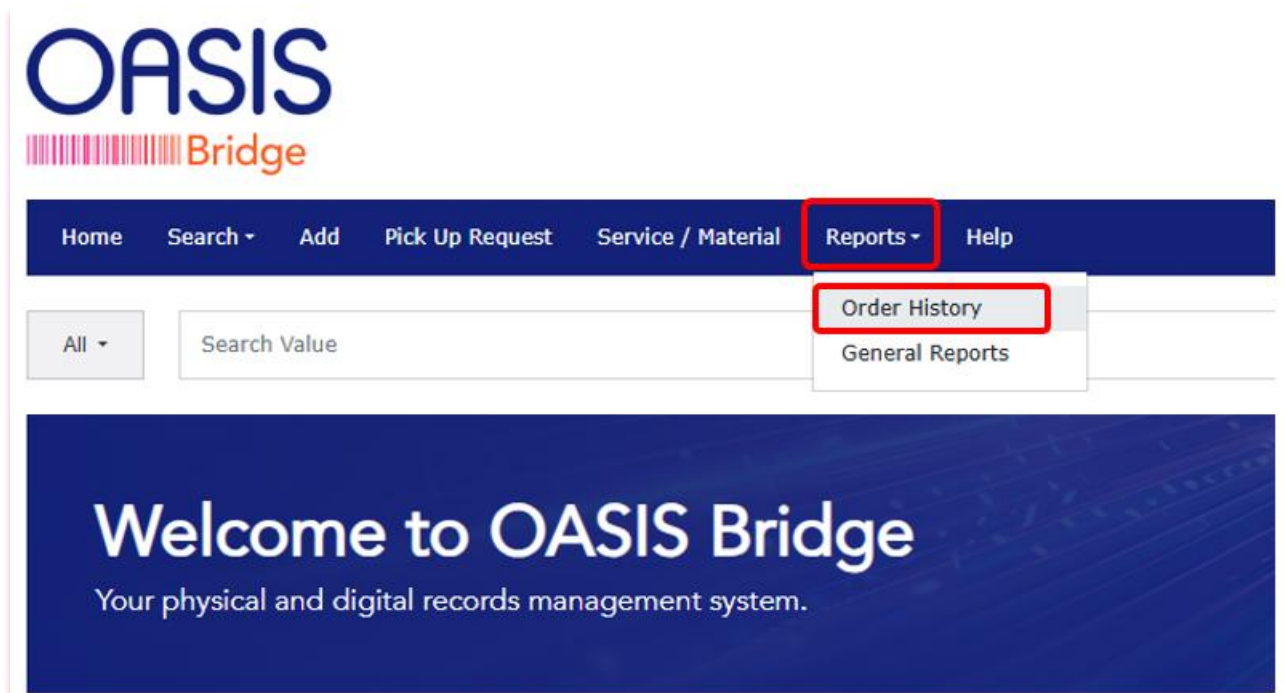 OASIS
Bridge
Home Search Add Pick Up Request Service / Material Reports Help
Order History
All Search Value
General Reports
Welcome to OASIS Bridge
Your physical and digital records management system.